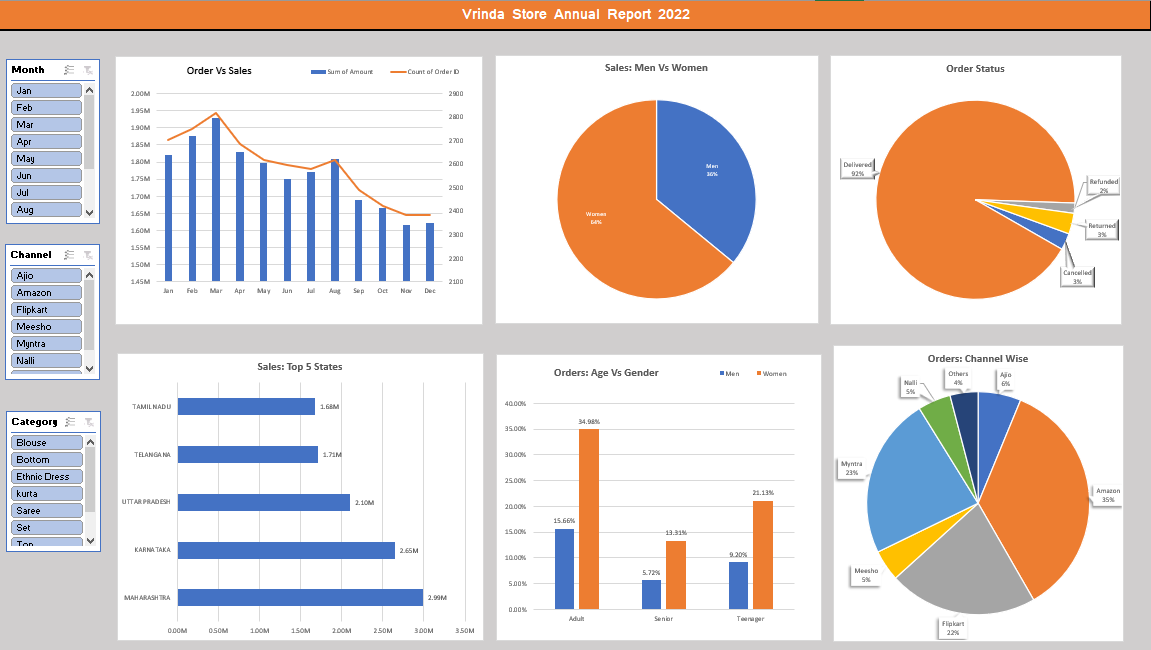 Vrinda Store Annual Report 2022
Month
Jan
Feb
Mar
Apr
May
Jun
Jul
Aug
Channel
Ajio
Amazon
Flipkart
Meesho
Myntra
Nalli
Category
Blouse
Bottom
Ethnic Dress
kurta
Saree
Set
Top
Order Vs Sales
Sum of Amount
Count of Order ID
2.00M
1.95M
1.90M
1.85M
1.80M
1.75M
1.70M
1.65M
1.60M
1.55M
1.50M
1.45M
2900
2800
2700
2600
2500
2400
2300
2200
2100
Jan Feb Mar Apr May Jun Jul Aug Sep Oct Nov Dec
Sales: Men Vs Women
Men
36%
Women
64%
Order Status
Delivered
92%
Refunded
2%
Returned
3%
Cancelled
3%
Sales: Top 5 States
TAMIL NADU
1.68M
TELANGANA
1.71M
UTTAR PRADESH
2.10M
KARNATAKA
2.65M
MAHARASHTRA
2.99M
0.00M 0.50M 1.00M 1.50M 2.00M 2.50M 3.00M 3.50M
Orders: Age Vs Gender
Men
Women
40.00%
35.00%
30.00%
25.00%
20.00%
15.00%
10.00%
5.00%
0.00%
15.66%
34.98%
5.72%
13.31%
9.20%
21.13%
Adult Senior Teenager
Orders: Channel Wise
Nalli
5%
Others
4%
Ajio
6%
Myntra
23%
Amazon
35%
Meesho
5%
Flipkart
22%